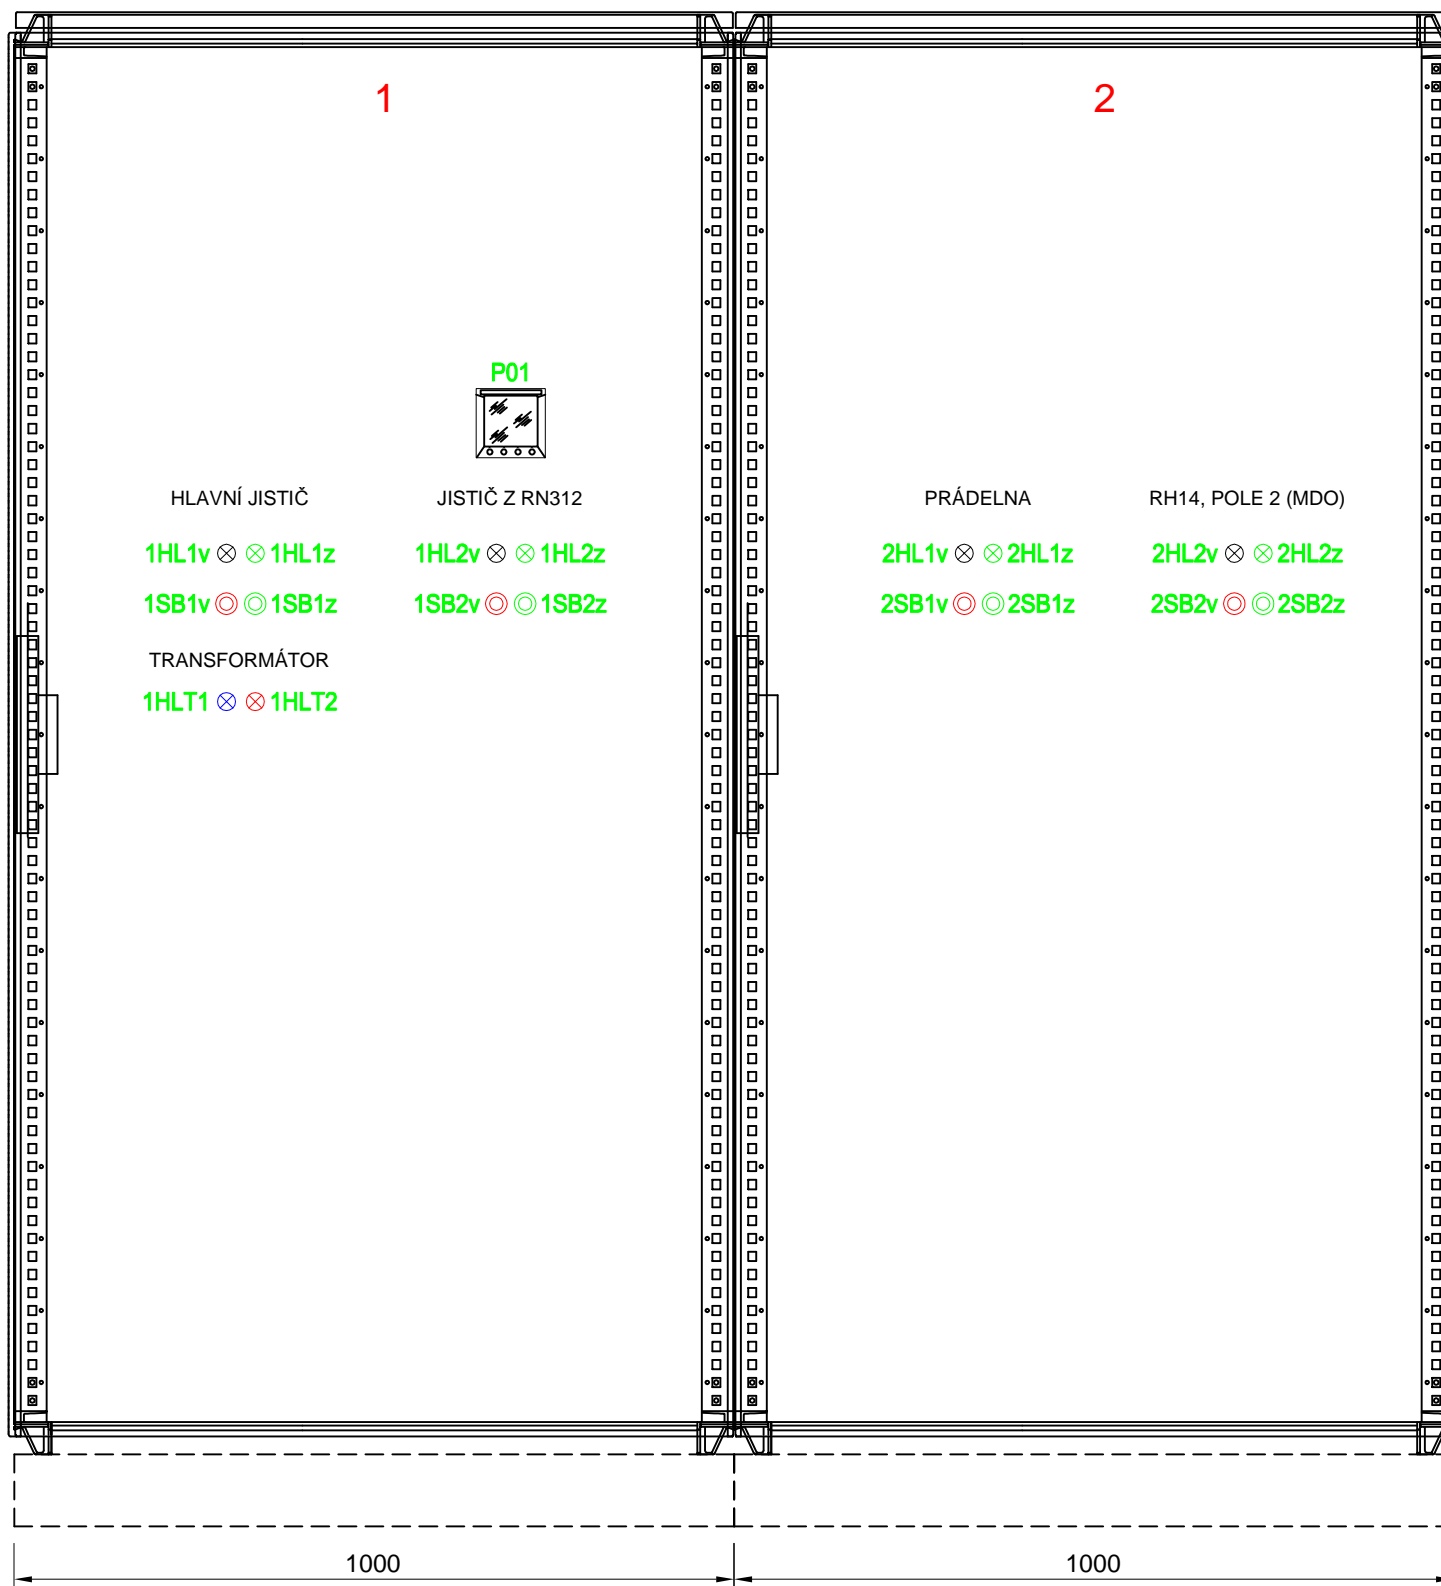 1
2
P01
HLAVNÍ JISTIČ
JISTIČ Z RN312
PRÁDELNA
RH14, POLE 2 (MDO)
1HL1v 1HL1z
1HL2v 1HL2z
2HL1v 2HL1z
2HL2v 2HL2z
1SB1v 1SB1z
1SB2v 1SB2z
2SB1v 2SB1z
2SB2v 2SB2z
TRANSFORMÁTOR
1HLT1 1HLT2
1000
1000